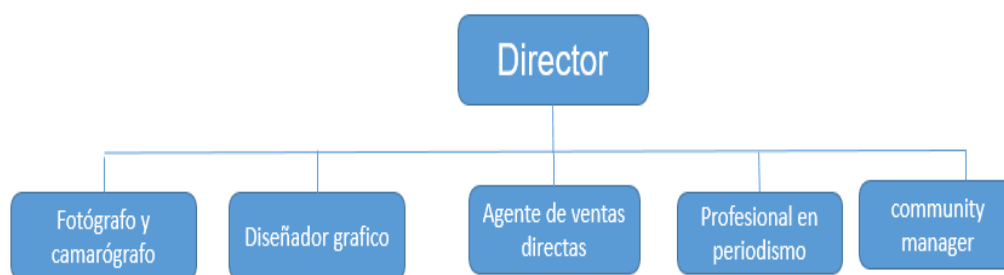 Director
Fotógrafo y
camarógrafo
Diseñador grafico
Agente de ventas
directas
Profesional en
periodismo
community
manager